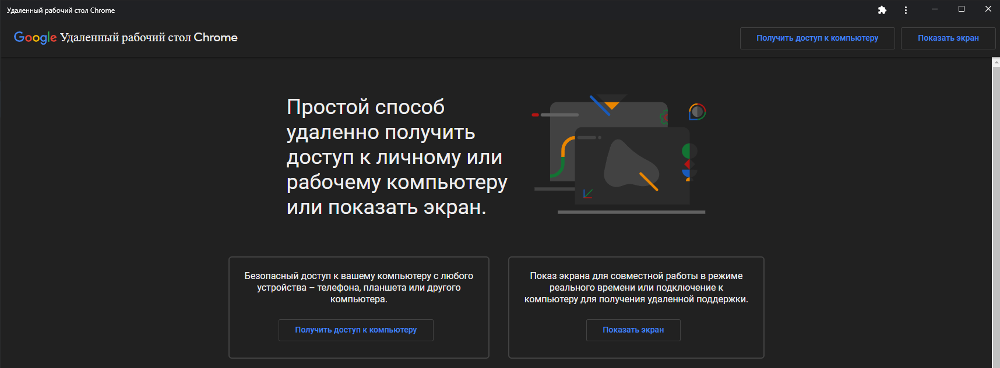 Удаленный рабочий стол Chrome
Google Удаленный рабочий стол Chrome
Получить доступ к компьютеру
Показать экран
Простой способ
удаленно получить
доступ к личному или
рабочему компьютеру
или показать экран.
Безопасный доступ к вашему компьютеру с любого
устройства – телефона, планшета или другого
компьютера.
Получить доступ к компьютеру
Показ экрана для совместной работы в режиме
реального времени или подключение к
компьютеру для получения удаленной поддержки.
Показать экран